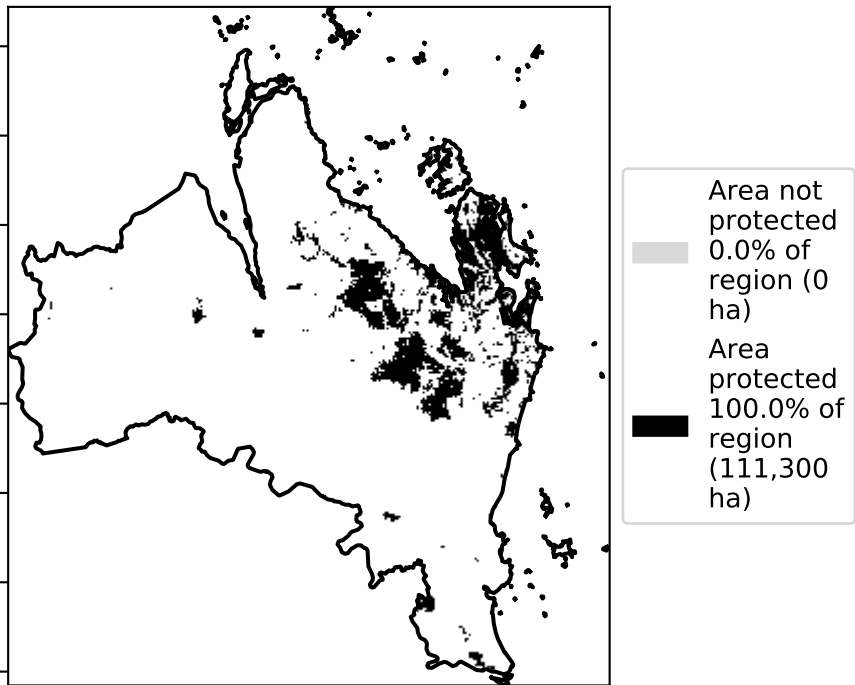 Area not
protected
0.0% of
region (0
ha)
Area
protected
100.0% of
region
(111,300
ha)